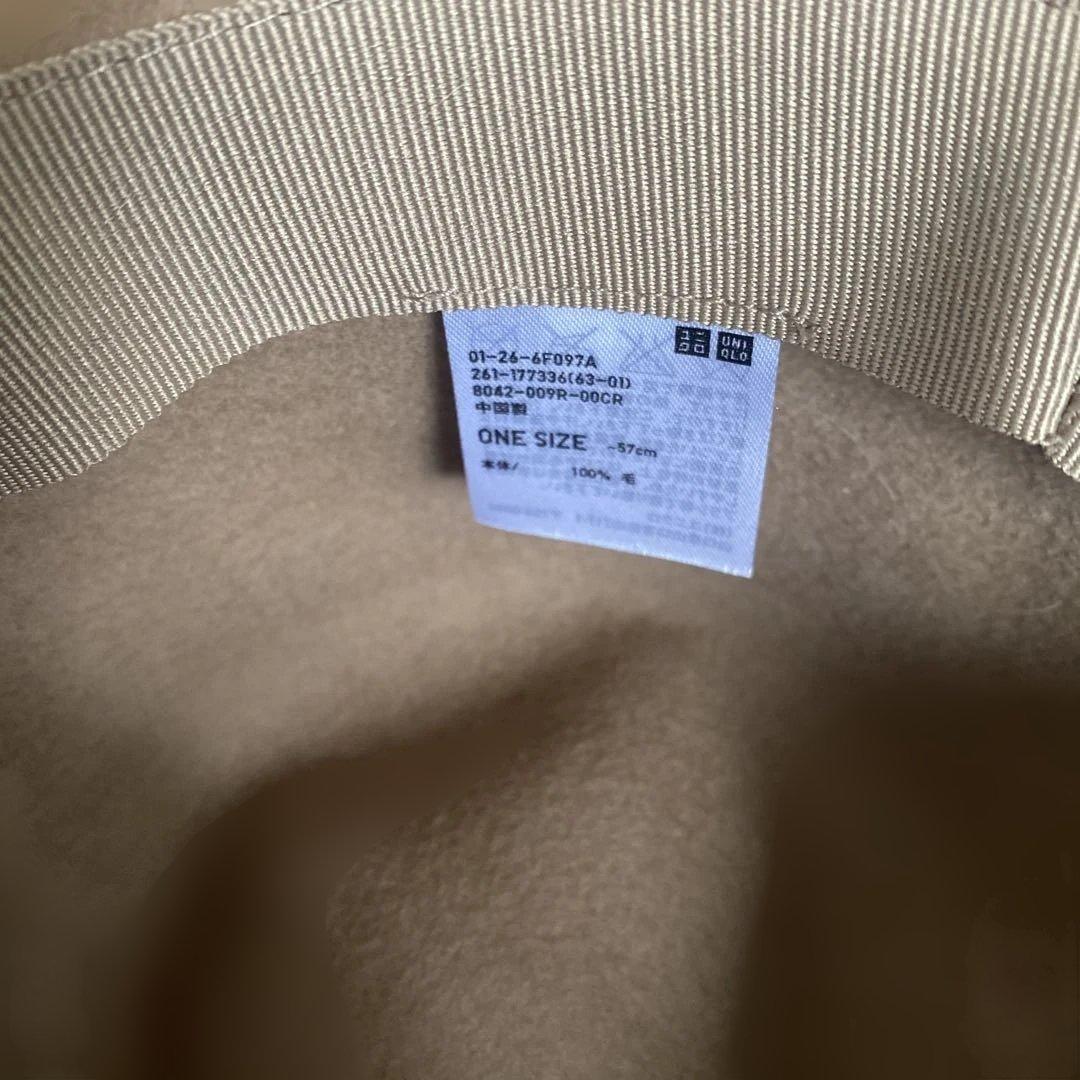 ユニクロ
UNIQLO
01-26-6F097A
261-177336(63-01)
8042-009R-00CR
中国製
ONE SIZE -57cm
本体/ 100% 毛